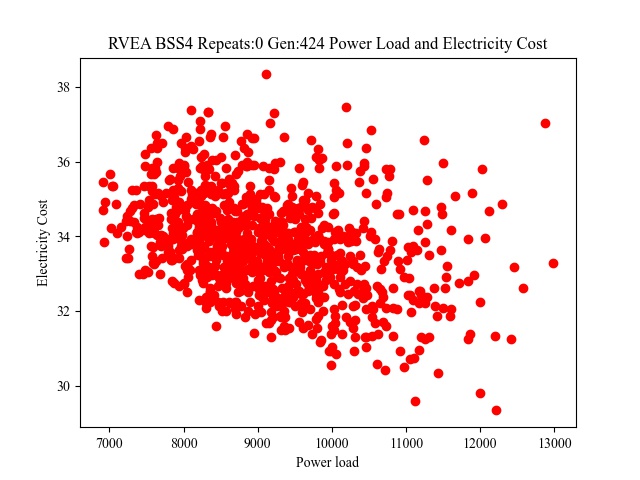 RVEA BSS4 Repeats:0 Gen:424 Power Load and Electricity Cost
Electricity Cost
38
36
34
32
30
7000 8000 9000 10000 11000 12000 13000
Power load